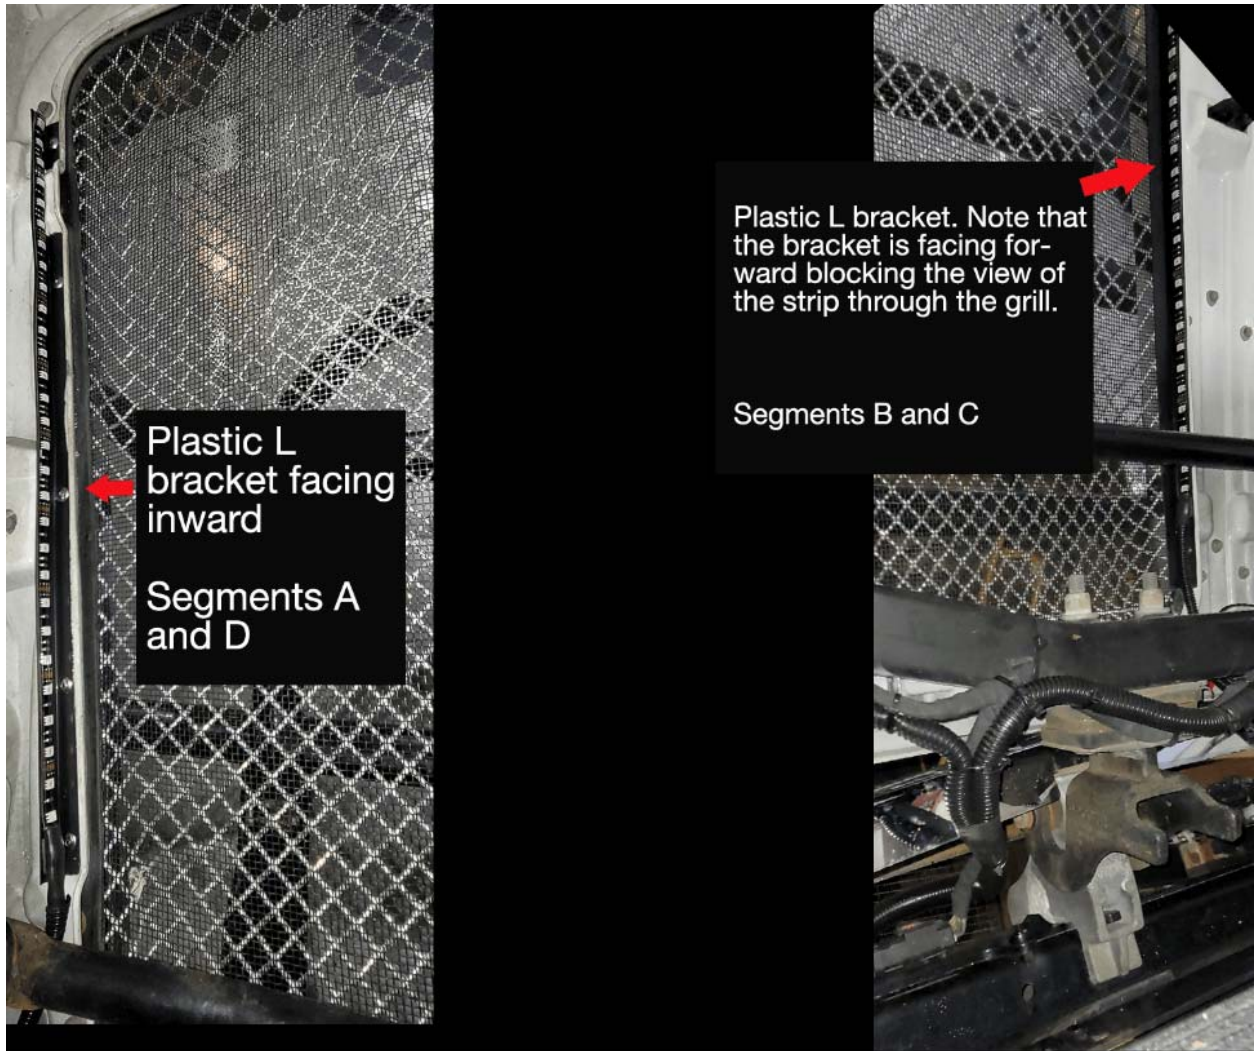 Plastic L
bracket facing
inward
Segments A
and D
Plastic L bracket. Note that
the bracket is facing for-
ward blocking the view of
the strip through the grill.
Segments B and C